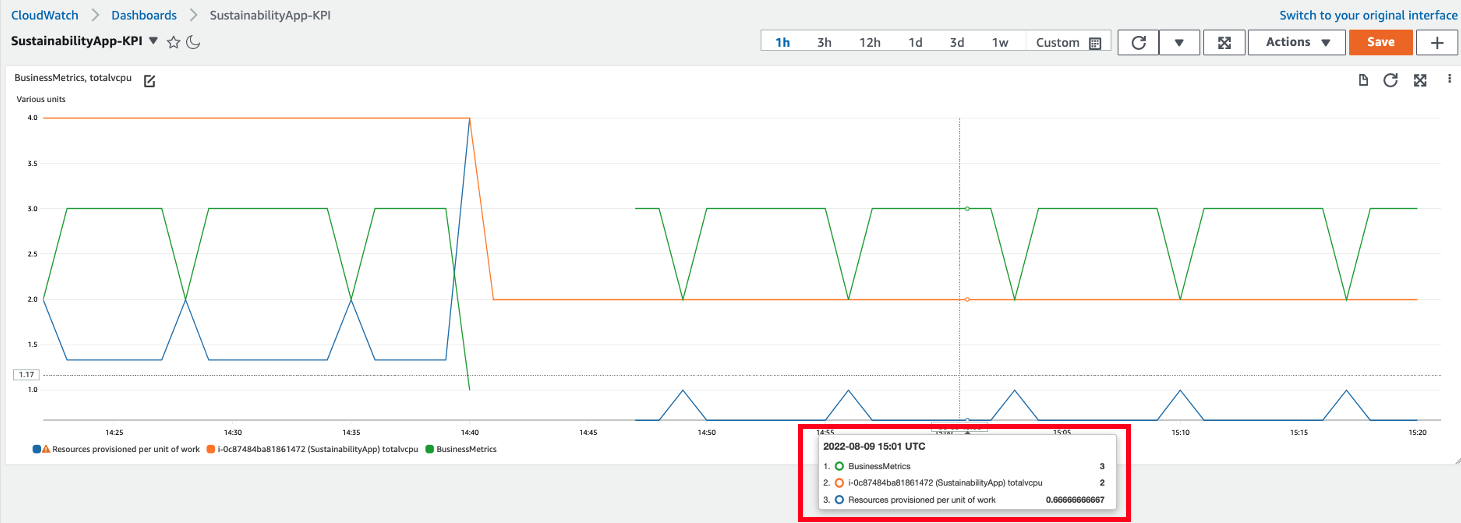 CloudWatch > Dashboards > SustainabilityApp-KPI
Switch to your original interface
SustainabilityApp-KPI
1h 3h 12h 1d 3d 1w Custom
Actions
Save
BusinessMetrics, totalvcpu
Various units
4.0
3.5
3.0
2.5
2.0
1.5
1.17
1.0
14:25 14:30 14:35 14:40 14:45 14:50 14:55 15:05 15:10 15:15 15:20
Resources provisioned per unit of work i-0c87484ba81861472 (SustainabilityApp) totalvcpu BusinessMetrics
2022-08-09 15:01 UTC
1. BusinessMetrics 3
2. i-0c87484ba81861472 (SustainabilityApp) totalvcpu 2
3. Resources provisioned per unit of work 0.66666666667